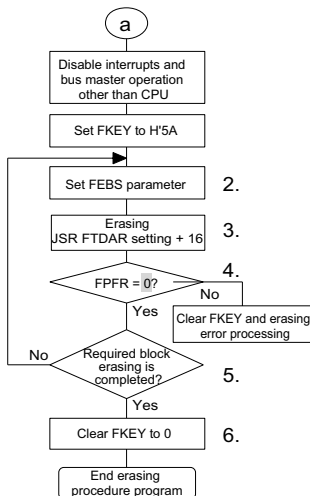 a
Disable interrupts and
bus master operation
other than CPU
Set FKEY to H'5A
Set FEBS parameter
2.
Erasing
JSR FTDAR setting + 16
3.
4.
FPFR = 0?
No
Yes
Clear FKEY and erasing
error processing
No
Required block
erasing is
completed?
5.
Yes
Clear FKEY to 0
6.
End erasing
procedure program